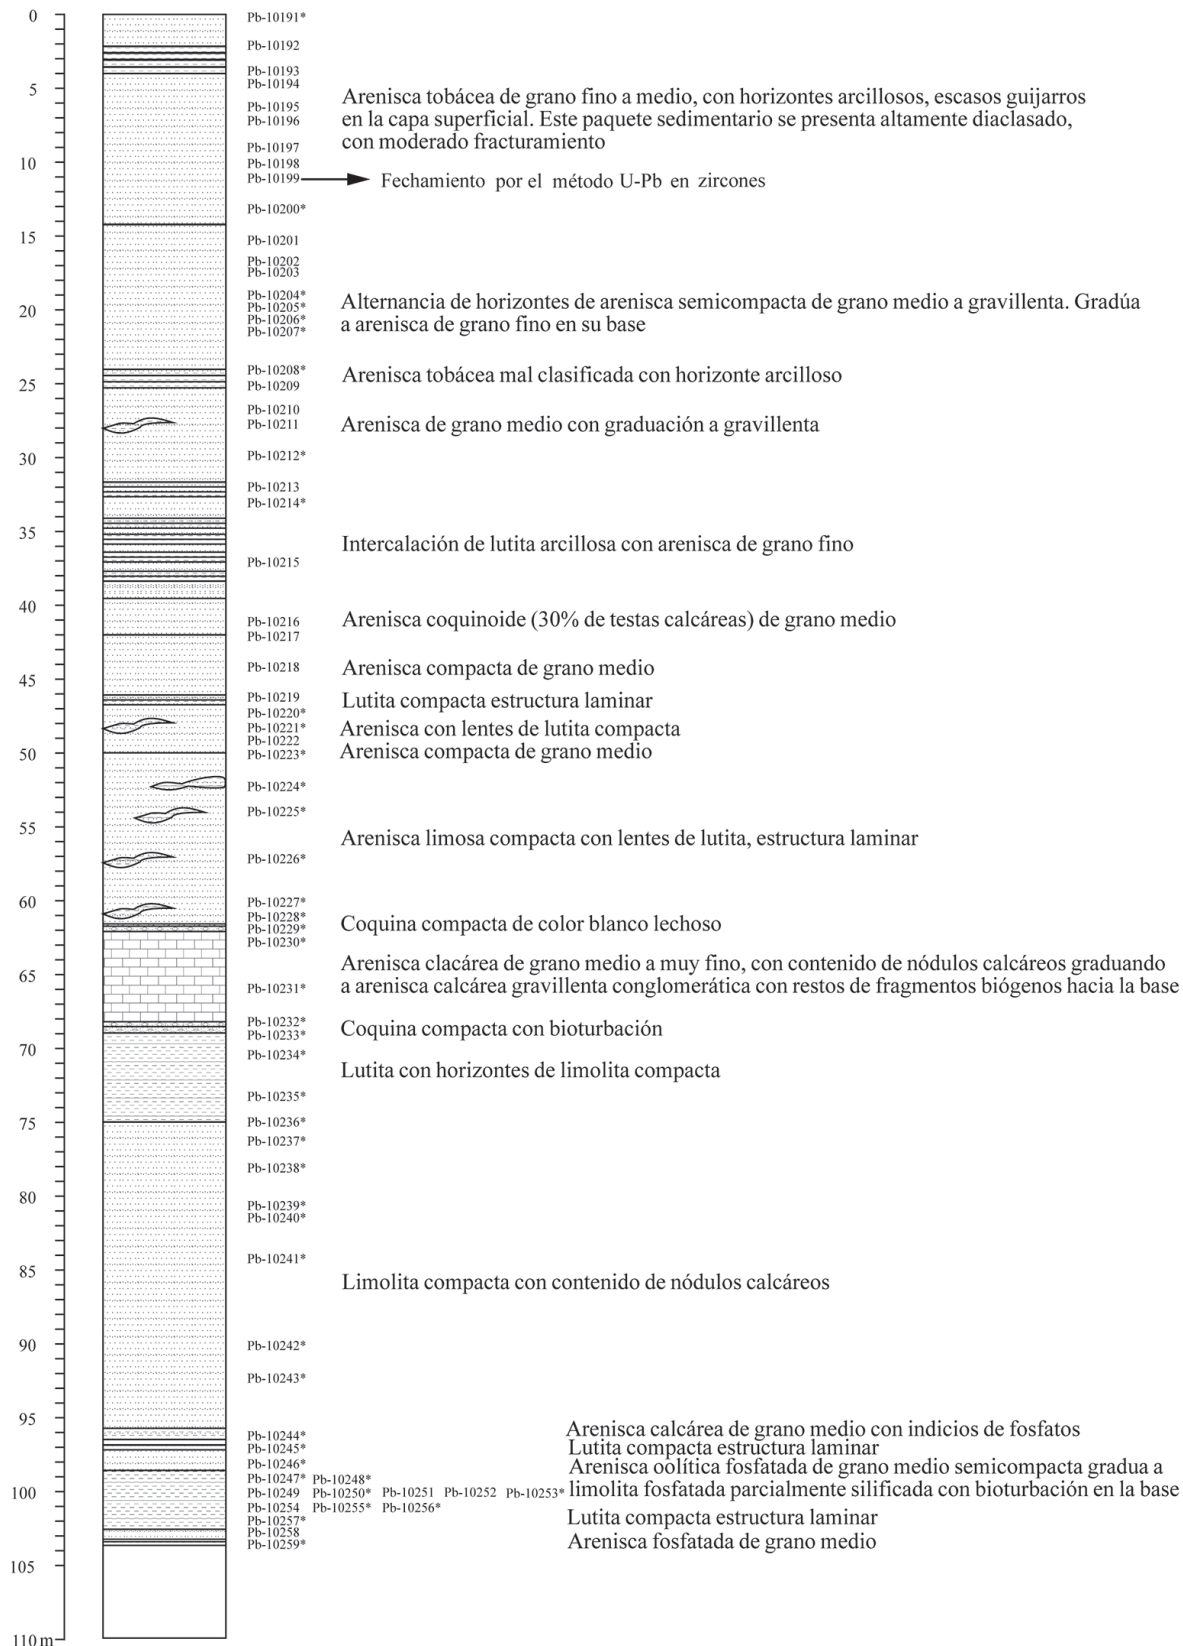 0
Pb-10191*
Pb-10192
Pb-10193
Pb-10194
5
Pb-10195
Pb-10196
Arenisca tobácea de grano fino a medio, con horizontes arcillosos, escasos guijarros
en la capa superficial. Este paquete sedimentario se presenta altamente diaclasado,
con moderado fracturamiento
Pb-10197
10
Pb-10198
Pb-10199
Fechamiento por el método U-Pb en zircones
Pb-10200*
15
Pb-10201
Pb-10202
Pb-10203
Pb-10204*
Pb-10205*
20
Pb-10206*
Pb-10207*
Alternancia de horizontes de arenisca semicompacta de grano medio a gravillenta. Gradúa
a arenisca de grano fino en su base
Pb-10208*
25
Pb-10209
Arenisca tobácea mal clasificada con horizonte arcilloso
Pb-10210
Pb-10211
Arenisca de grano medio con graduación a gravillenta
30
Pb-10212*
Pb-10213
Pb-10214*
35
Intercalación de lutita arcillosa con arenisca de grano fino
Pb-10215
40
Pb-10216
Arenisca coquinoide (30% de testas calcáreas) de grano medio
Pb-10217
Pb-10218
Arenisca compacta de grano medio
45
Pb-10219
Lutita compacta estructura laminar
Pb-10220*
Pb-10221*
Arenisca con lentes de lutita compacta
Pb-10222
50
Pb-10223*
Arenisca compacta de grano medio
Pb-10224*
Pb-10225*
55
Arenisca limosa compacta con lentes de lutita, estructura laminar
Pb-10226*
60
Pb-10227*
Pb-10228*
Pb-10229*
Coquina compacta de color blanco lechoso
Pb-10230*
65
Arenisca clacárea de grano medio a muy fino, con contenido de nódulos calcáreos graduando
a arenisca calcárea gravillenta conglomerática con restos de fragmentos biógenos hacia la base
Pb-10231*
Pb-10232*
Pb-10233*
Coquina compacta con bioturbación
70
Pb-10234*
Lutita con horizontes de limolita compacta
Pb-10235*
75
Pb-10236*
Pb-10237*
Pb-10238*
80
Pb-10239*
Pb-10240*
Pb-10241*
85
Limolita compacta con contenido de nódulos calcáreos
90
Pb-10242*
Pb-10243*
95
Arenisca calcárea de grano medio con indicios de fosfatos
Pb-10244*
Pb-10245*
Lutita compacta estructura laminar
Pb-10246*
Arenisca oolítica fosfatada de grano medio semicompacta gradua a
limolita fosfatada parcialmente silificada con bioturbación en la base
Pb-10247* Pb-10248*
100
Pb-10249 Pb-10250* Pb-10251 Pb-10252 Pb-10253*
Pb-10254 Pb-10255* Pb-10256*
Pb-10257*
Lutita compacta estructura laminar
Pb-10258
Pb-10259*
Arenisca fosfatada de grano medio
105
110 m